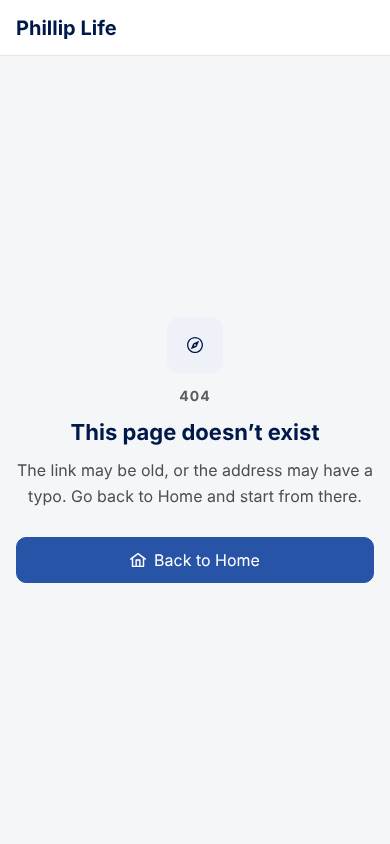 Phillip Life
404
This page doesn’t exist
The link may be old, or the address may have a
typo. Go back to Home and start from there.
Back to Home